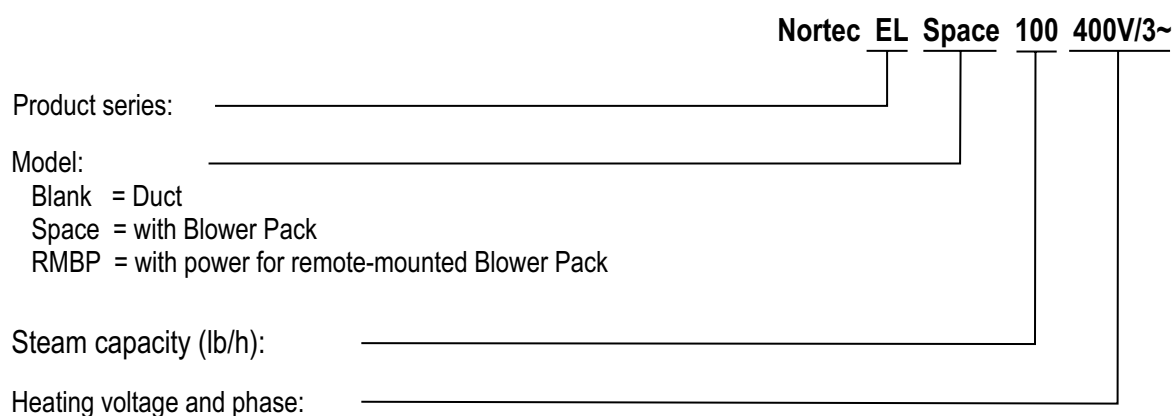 Nortec EL Space 100 400V/3~
Product series:
Model:
Blank = Duct
Space = with Blower Pack
RMBP = with power for remote-mounted Blower Pack
Steam capacity (lb/h):
Heating voltage and phase: